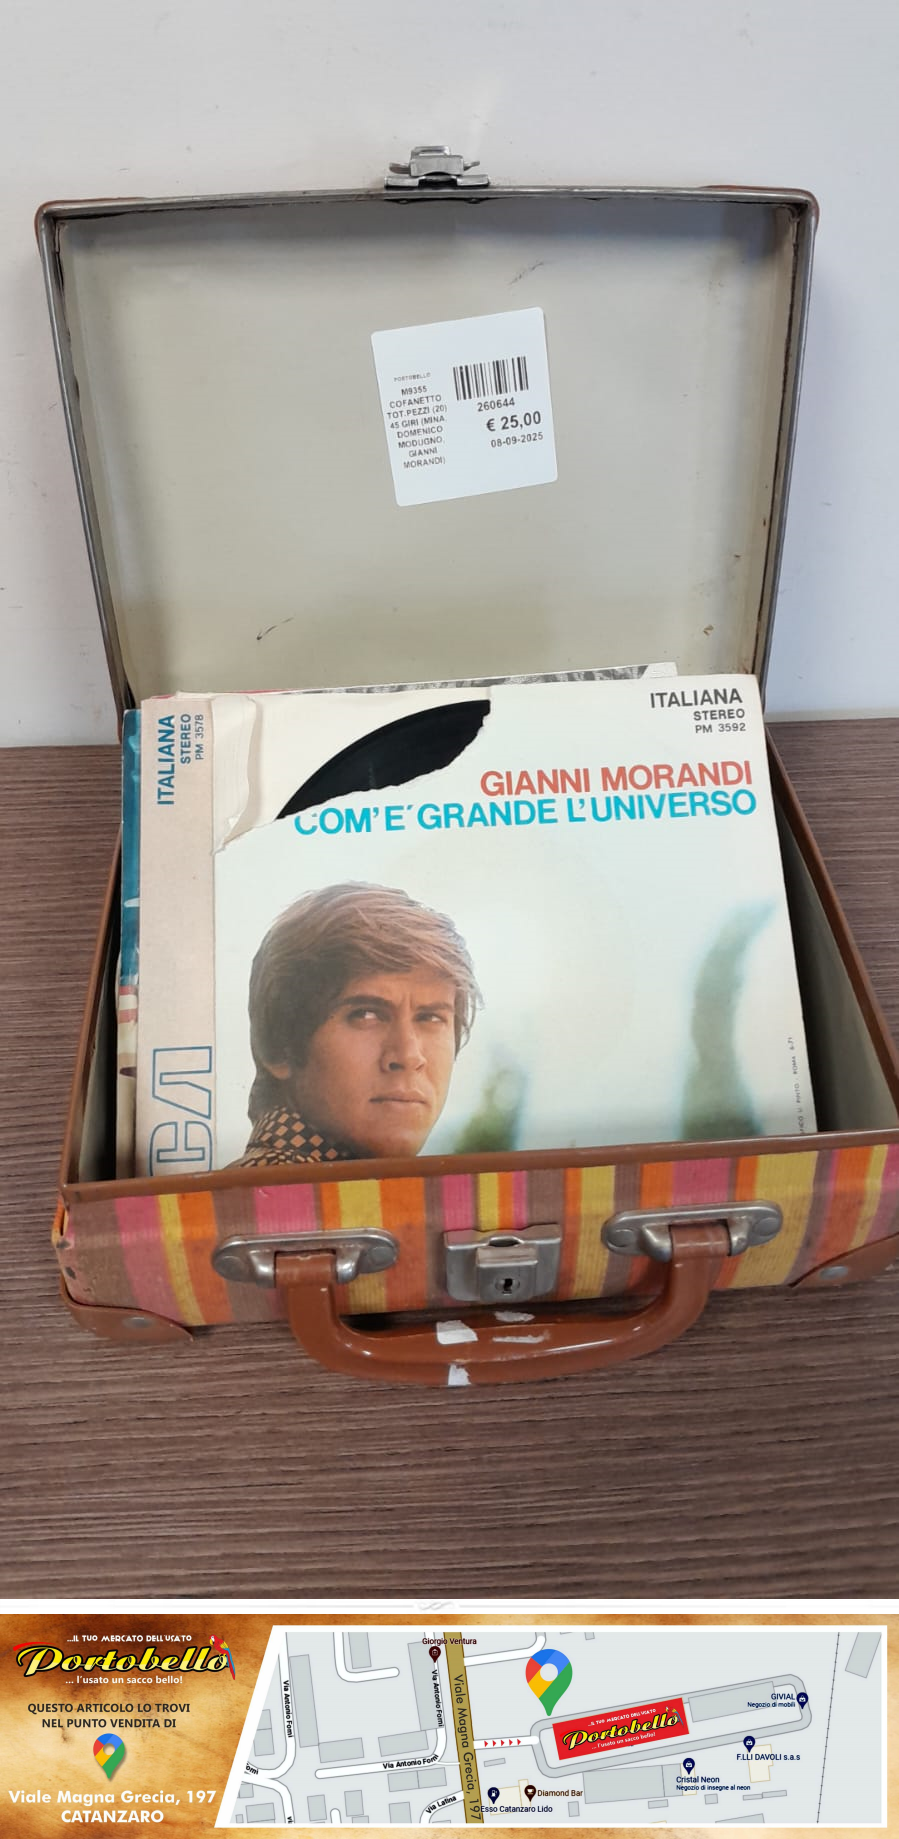 PORTOBELLO
M9355
COFANETTO
TOT.PEZZI (20)
45 GIRI (MINA,
DOMENICO
MODUGNO,
GIANNI
MORANDI)
260644
€ 25,00
08-09-2025
ITALIANA
STEREO
PM 3578
ITALIANA
STEREO
PM 3592
GIANNI MORANDI
COM'E' GRANDE L'UNIVERSO
...IL TUO MERCATO DELL'USATO
Portobello
... l'usato un sacco bello!
QUESTO ARTICOLO LO TROVI
NEL PUNTO VENDITA DI
Viale Magna Grecia, 197
CATANZARO
Giorgio Ventura
Via Antonio Forni
Via Antonio Forni
Viale Magna Grecia, 197
Via Antonio Forni
Via Latina
Esso Catanzaro Lido
Diamond Bar
...IL TUO MERCATO DELL'USATO
Portobello
... l'usato un sacco bello!
GIVIAL
Negozio di mobili
F.LLI DAVOLI s.a.s
Cristal Neon
Negozio di insegne al neon